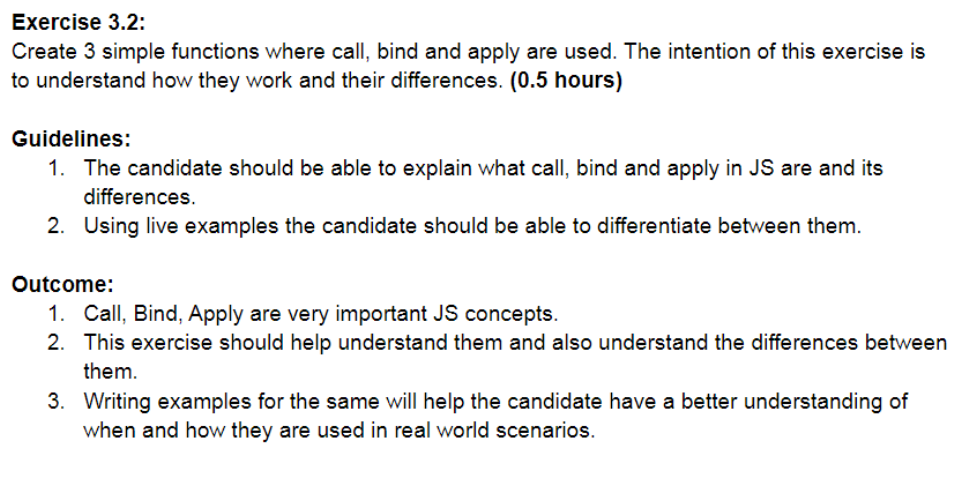 Exercise 3.2:
Create 3 simple functions where call, bind and apply are used. The intention of this exercise is
to understand how they work and their differences. (0.5 hours)
Guidelines:
1. The candidate should be able to explain what call, bind and apply in JS are and its
differences.
2. Using live examples the candidate should be able to differentiate between them.
Outcome:
1. Call, Bind, Apply are very important JS concepts.
2. This exercise should help understand them and also understand the differences between
them.
3. Writing examples for the same will help the candidate have a better understanding of
when and how they are used in real world scenarios.